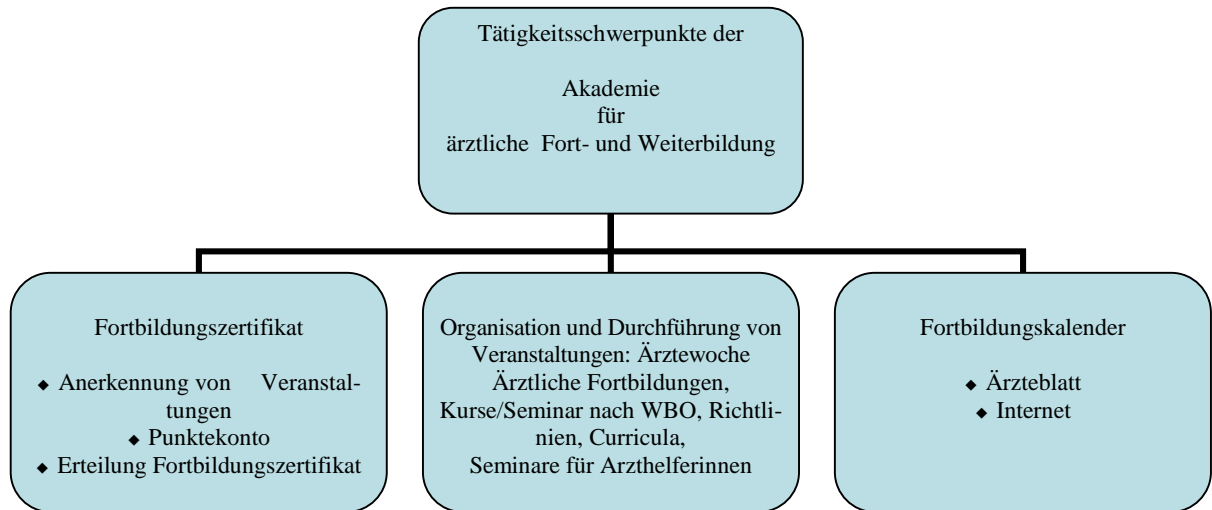 Tätigkeitsschwerpunkte der
Akademie
für
ärztliche Fort- und Weiterbildung
Fortbildungszertifikat
◆ Anerkennung von Veranstal-
tungen
◆ Punktekonto
◆ Erteilung Fortbildungszertifikat
Organisation und Durchführung von
Veranstaltungen: Ärztewoche
Ärztliche Fortbildungen,
Kurse/Seminar nach WBO, Richtli-
nien, Curricula,
Seminare für Arzthelferinnen
Fortbildungskalender
◆ Ärzteblatt
◆ Internet